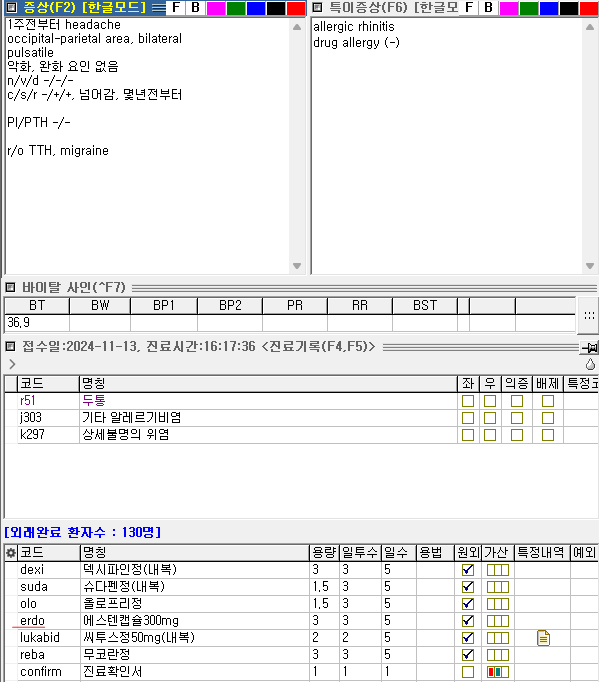 증상(F2) [한글모드] F B
특이증상(F6) [한글모 F B
1주전부터 headache
occipital-parietal area, bilateral
pulsatile
악화, 완화 요인 없음
n/v/d -/-/-
c/s/r -/+/+, 넘어감, 몇년전부터
PI/PTH -/-
r/o TTH, migraine
allergic rhinitis
drug allergy (-)
바이탈 사인(^F7)
BT BW BP1 BP2 PR RR BST
36.9
접수일:2024-11-13, 진료시간:16:17:36 <진료기록(F4,F5)>
코드 명칭 좌 우 의증 배제 특정코
r51 두통
j303 기타 알레르기비염
k297 상세불명의 위염
[외래완료 환자수 : 130명]
코드 명칭 용량 일투수 일수 용법 원외 가산 특정내역 예외
dexi 덱시파인정(내복) 3 3 5
suda 슈다펜정(내복) 1.5 3 5
olo 올로프리정 1.5 3 5
erdo 에스텐캡슐300mg 3 3 5
lukabid 씨투스정50mg(내복) 2 2 5
reba 무코란정 3 3 5
confirm 진료확인서 1 1 1